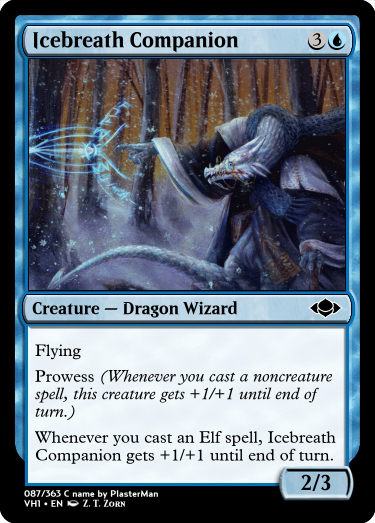 Icebreath Companion 3
Creature — Dragon Wizard
Flying
Prowess (Whenever you cast a noncreature
spell, this creature gets +1/+1 until end of
turn.)
Whenever you cast an Elf spell, Icebreath
Companion gets +1/+1 until end of turn.
2/3
087/363 C name by PlasterMan
VH1 • EN Z. T. ZORN